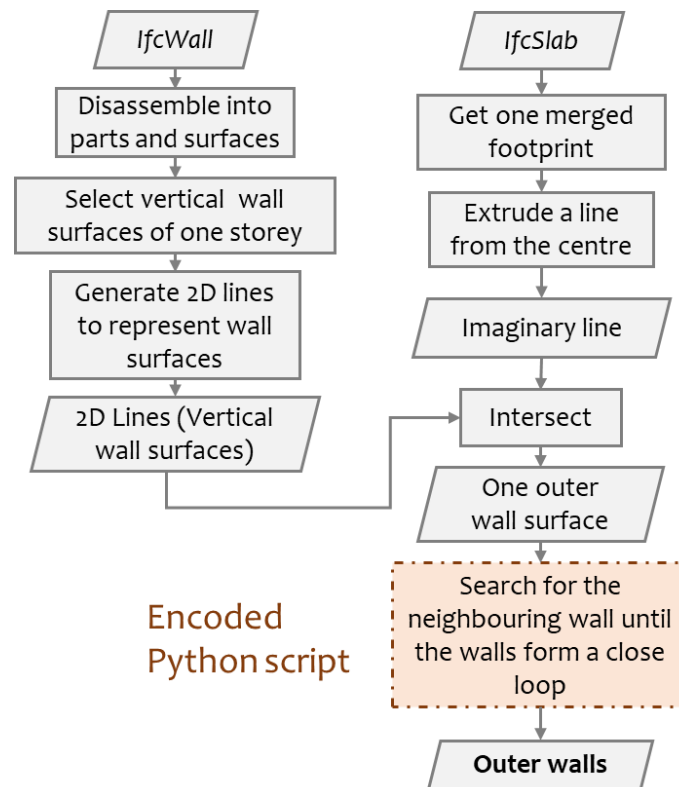 IfcWall
Disassemble into
parts and surfaces
Select vertical wall
surfaces of one storey
Generate 2D lines
to represent wall
surfaces
2D Lines (Vertical
wall surfaces)
IfcSlab
Get one merged
footprint
Extrude a line
from the centre
Imaginary line
Intersect
One outer
wall surface
Encoded
Python script
Search for the
neighbouring wall until
the walls form a close
loop
Outer walls